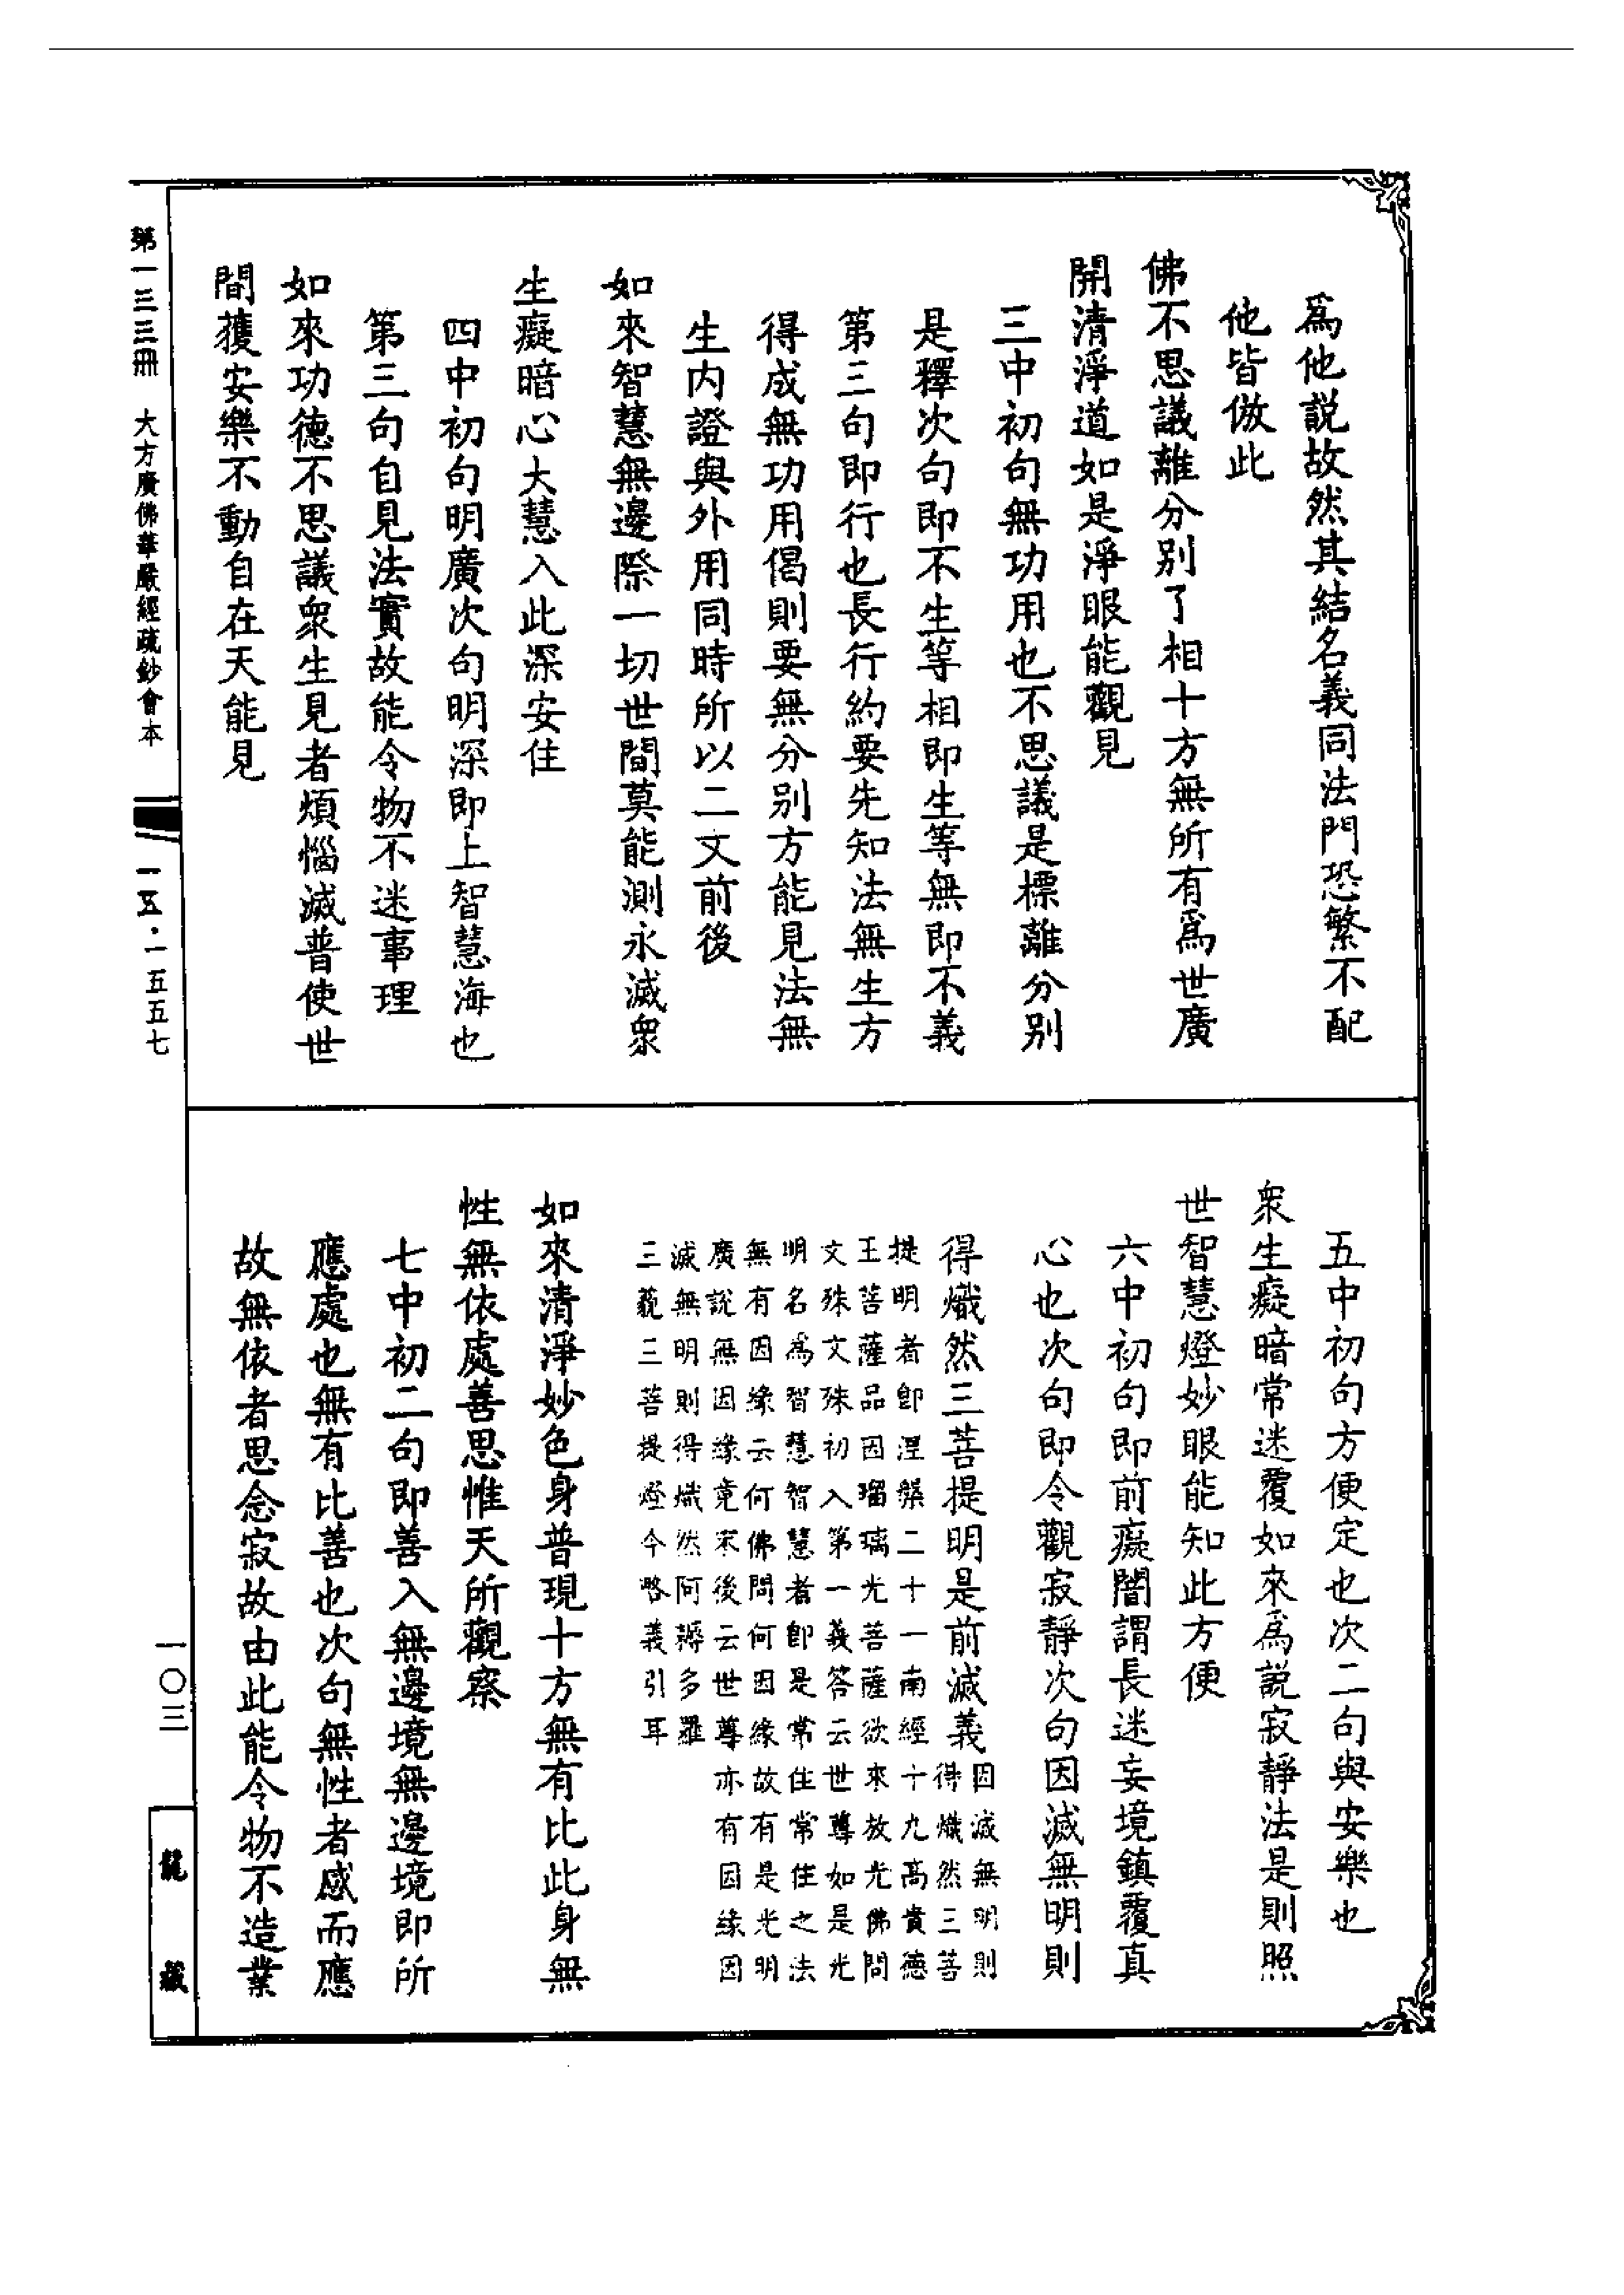 爲他説故然其結名義同法門恐繁不配
他皆倣此
佛不思議離分別了相十方無所有爲世廣
開清淨道如是淨眼能觀見
三中初句無功用也不思議是標離分別
是釋次句即不生等相即生等無即不義
第三句即行也長行約要先知法無生方
得成無功用偈則要無分別方能見法無
生内證與外用同時所以二文前後
如來智慧無邊際一切世間莫能測永滅衆
生癡暗心大慧入此深安住
四中初句明廣次句明深即上智慧海也
第三句自見法實故能令物不迷事理
如來功德不思議衆生見者煩惱滅普使世
間獲安樂不動自在天能見
五中初句方便定也次二句與安樂也
衆生癡暗常迷覆如來爲説寂靜法是則照
世智慧燈妙眼能知此方便
六中初句即前癡闇謂長迷妄境鎮覆真
心也次句即令觀寂靜次句因滅無明則
得熾然三菩提明是前滅義因滅無明則
得熾然三菩
提明者即涅槃二十一南經十九高貴德
王菩薩品因瑠璃光菩薩欲來放光佛問
文殊文殊初入第一義答云世尊如是光
明名爲智慧智慧者即是常住常住之法
無有因緣云何佛問何因緣故有是光明
廣説無因緣竟末後云世尊亦有因緣因
滅無明則得熾然阿耨多羅
三藐三菩提燈今略義引耳
如來清淨妙色身普現十方無有比此身無
性無依處善思惟天所觀察
七中初二句即善入無邊境無邊境即所
應處也無有比善也次句無性者感而應
故無依者思念寂故由此能令物不造業
第一三三冊 大方廣佛華嚴經疏鈔會本 一五·一五五七
一〇三
龍藏